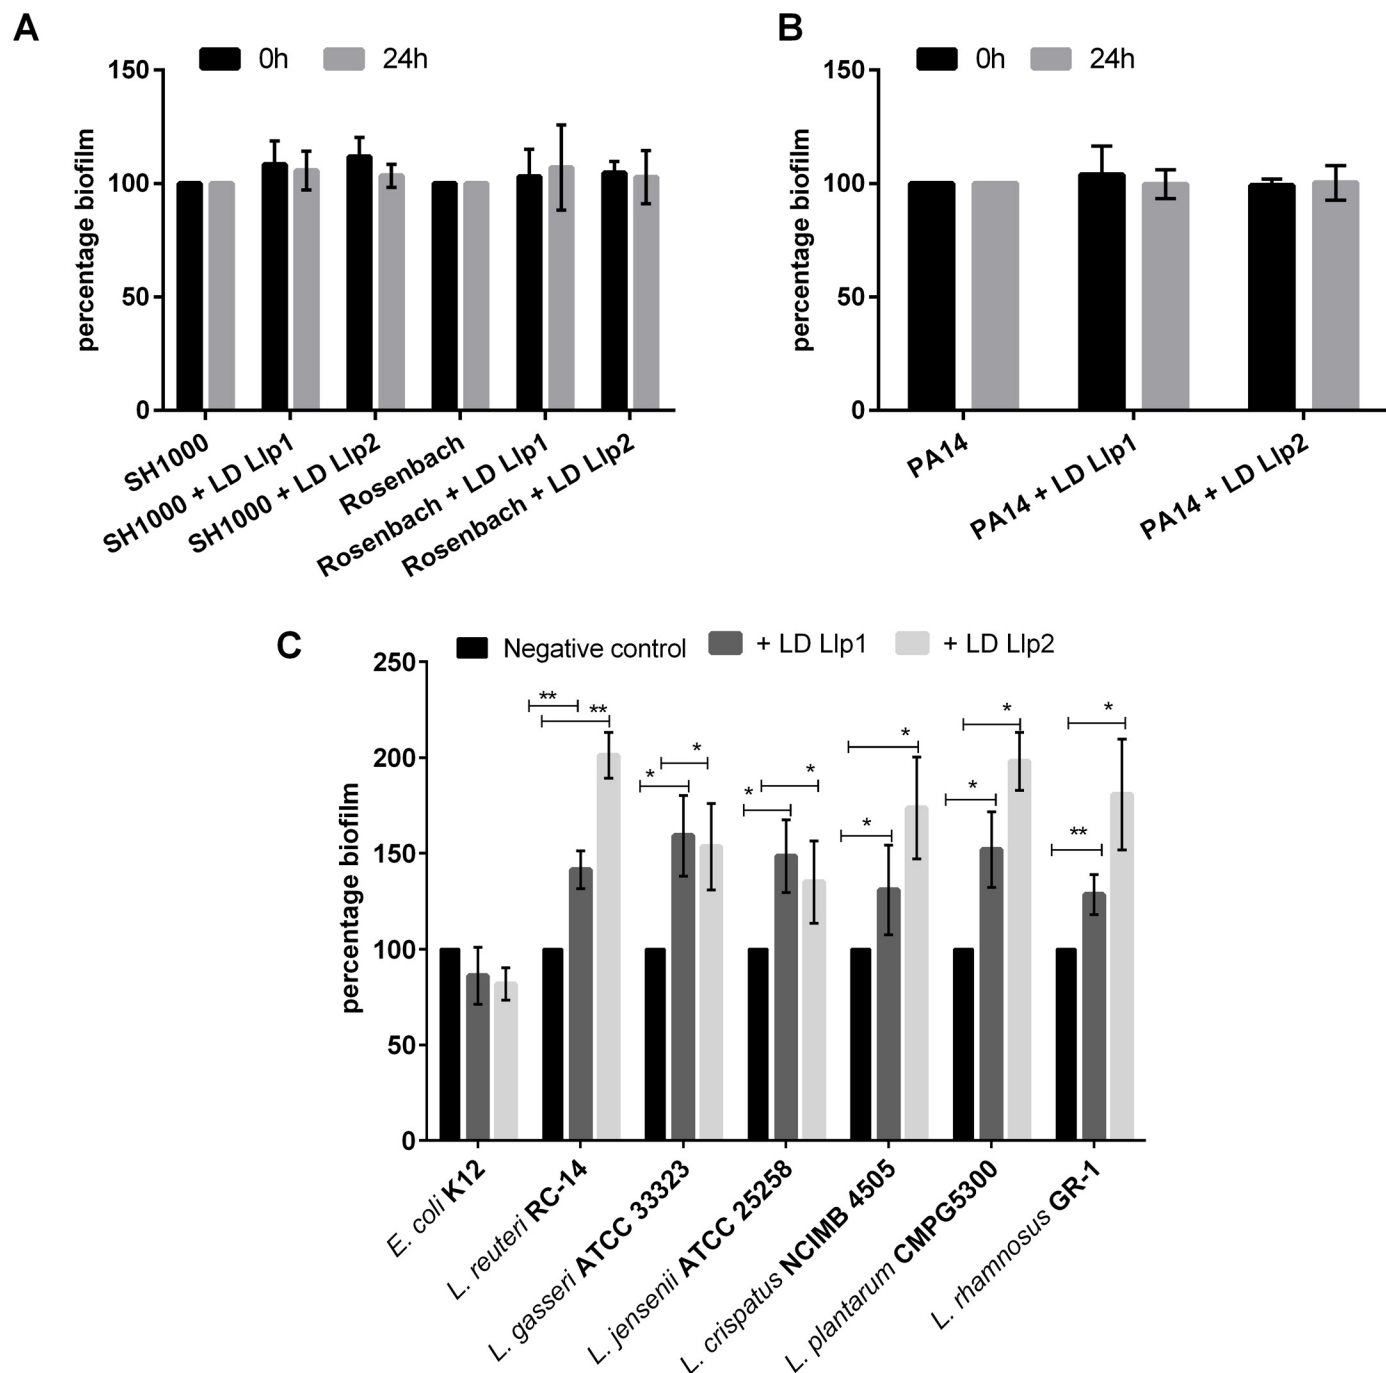 A
0h 24h
150
100
50
0
percentage biofilm
SH1000
SH1000 + LD Llp1
SH1000 + LD Llp2
Rosenbach
Rosenbach + LD Llp1
Rosenbach + LD Llp2
B
0h 24h
150
100
50
0
percentage biofilm
PA14
PA14 + LD Llp1
PA14 + LD Llp2
C
Negative control + LD Llp1 + LD Llp2
250
200
150
100
50
0
percentage biofilm
**
**
*
*
*
*
*
*
*
*
**
*
E. coli K12
L. reuteri RC-14
L. gasseri ATCC 33323
L. jensenii ATCC 25258
L. crispatus NCIMB 4505
L. plantarum CMPG5300
L. rhamnosus GR-1